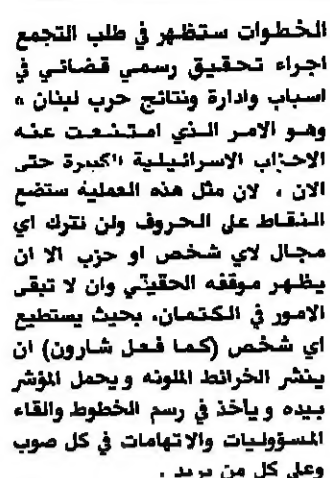 الخطوات ستظهر في طلب التجمع
اجراء تحقيق رسمي قضائي في
اسباب وادارة ونتائج حرب لبنان ،
وهو الامر الذي امتنعت عنه
الاحزاب الاسرائيلية الكبيرة حتى
الان ، لان مثل هذه العملية ستضع
النقاط على الحروف ولن تترك اي
مجال لاي شخص او حزب الا ان
يظهر موقفه الحقيقي وان لا تبقى
الامور في الكتمان، بحيث يستطيع
اي شخص (كما فعل شارون) ان
ينشر الخرائط الملونه ويحمل المؤشر
بيده ويأخذ في رسم الخطوط والقاء
المسؤوليات والاتهامات في كل صوب
وعلى كل من يريد .